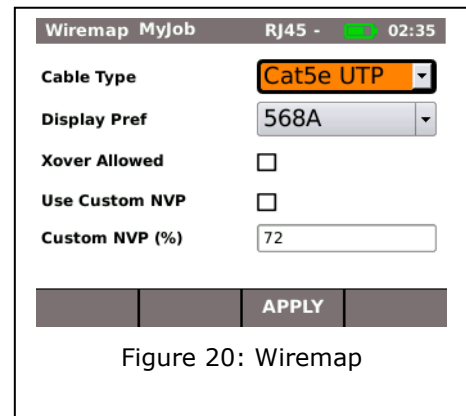 Wiremap MyJob RJ45 - 02:35
Cable Type Cat5e UTP
Display Pref 568A
Xover Allowed
Use Custom NVP
Custom NVP (%) 72
APPLY
Figure 20: Wiremap